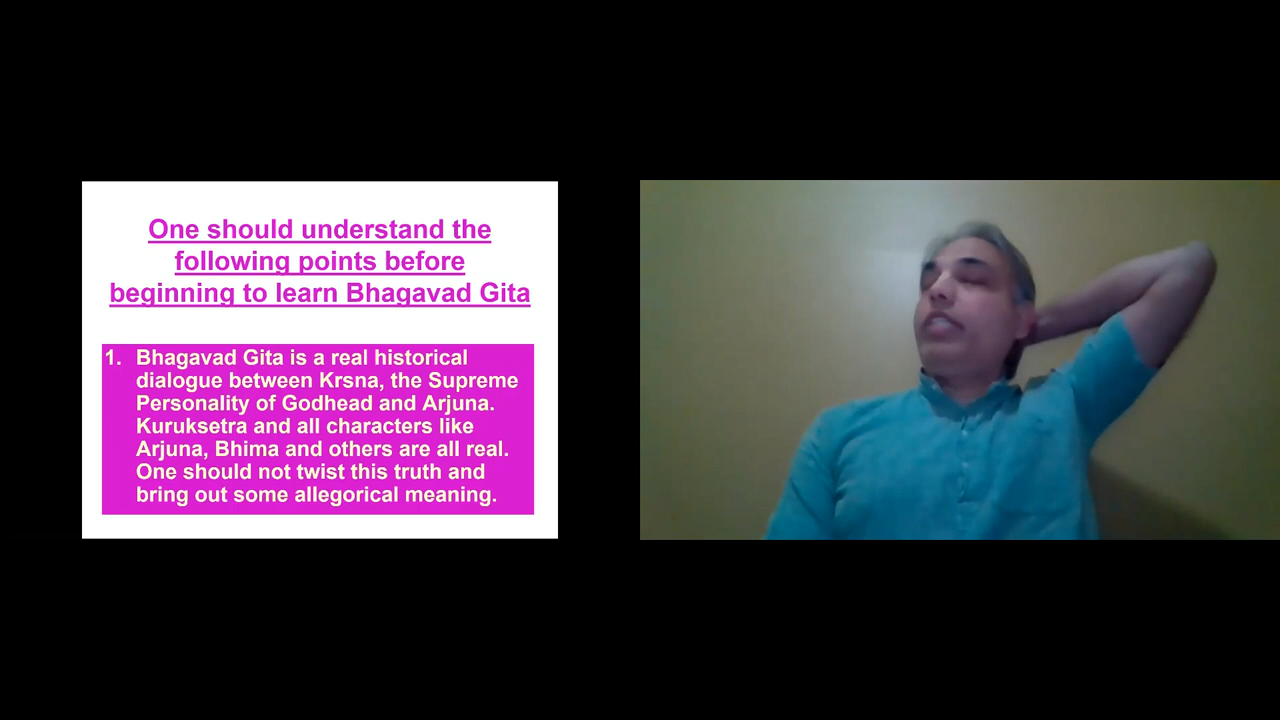 One should understand the
following points before
beginning to learn Bhagavad Gita
1. Bhagavad Gita is a real historical
dialogue between Krsna, the Supreme
Personality of Godhead and Arjuna.
Kuruksetra and all characters like
Arjuna, Bhima and others are all real.
One should not twist this truth and
bring out some allegorical meaning.